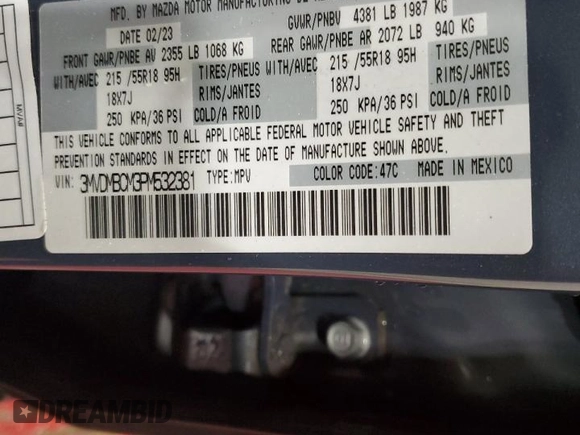 MFD. BY MAZDA MOTOR MANUFACTURING DE
DATE 02/23
GVWR/PNBV 4381 LB 1987 KG
FRONT GAWR/PNBE AV 2355 LB 1068 KG
REAR GAWR/PNBE AR 2072 LB 940 KG
WITH/AVEC 215 /55R18 95H TIRES/PNEUS
WITH/AVEC 215 /55R18 95H TIRES/PNEUS
18X7J RIMS/JANTES
18X7J RIMS/JANTES
250 KPA/36 PSI COLD/A FROID
250 KPA/36 PSI COLD/A FROID
THIS VEHICLE CONFORMS TO ALL APPLICABLE FEDERAL MOTOR VEHICLE SAFETY AND THEFT
PREVENTION STANDARDS IN EFFECT ON THE DATE OF MANUFACTURE SHOWN ABOVE.
VIN: 3MVDMBCM3PM532381 TYPE:MPV COLOR CODE:47C MADE IN MEXICO
MVAB
DREAMBID